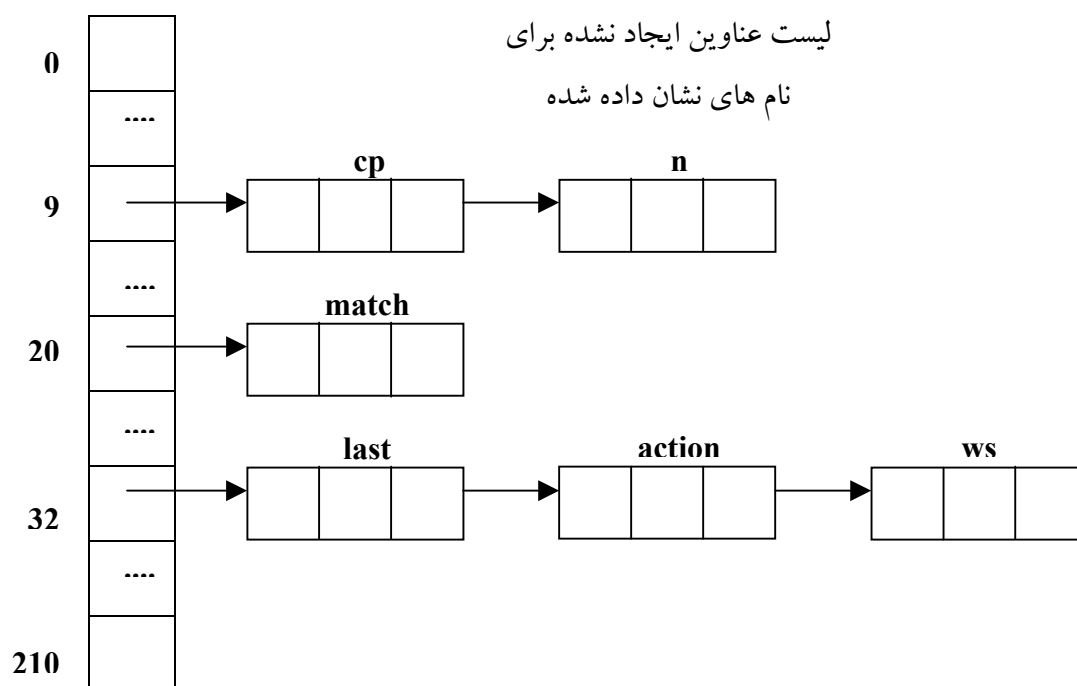 لیست عناوین ایجاد نشده برای
نام های نشان داده شده
0
....
cp n
9
....
match
20
....
last action ws
32
....
210